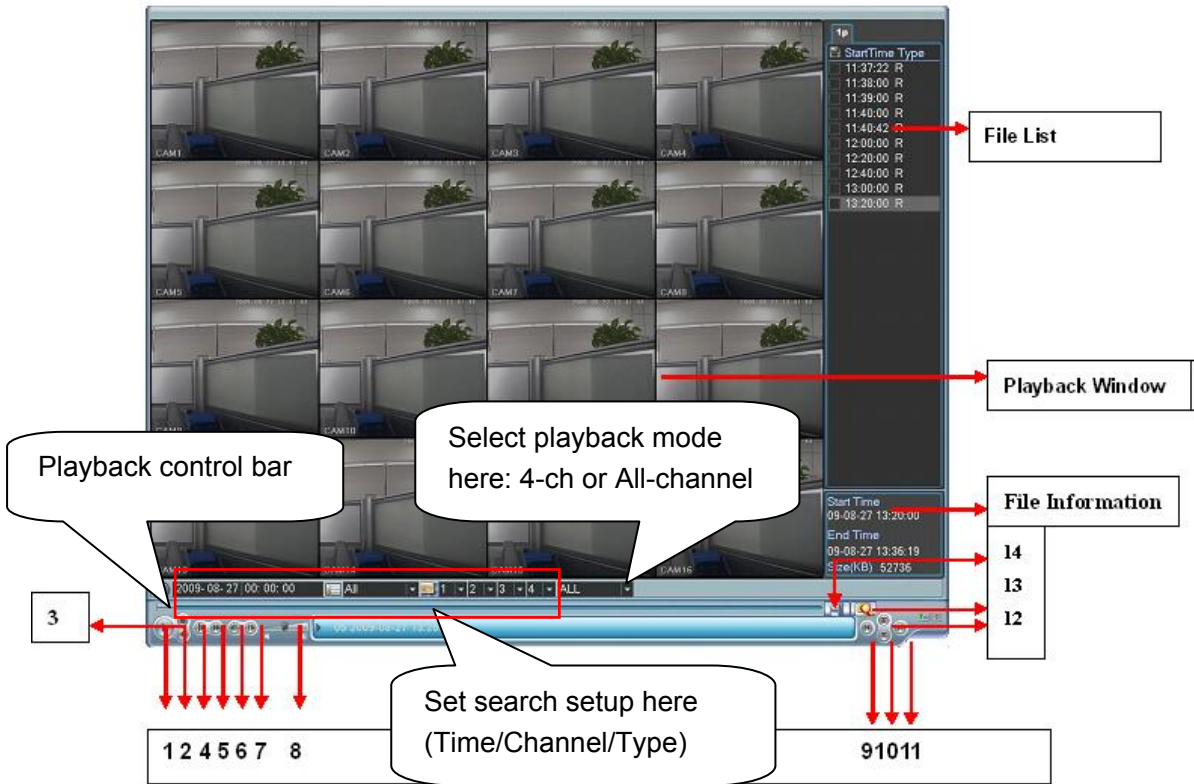 1p
StartTime Type
11:37:22 R
11:38:00 R
11:39:00 R
11:40:00 R
11:40:42 R
12:00:00 R
12:20:00 R
12:40:00 R
13:00:00 R
13:20:00 R
File List
CAM1 CAM2 CAM3 CAM4
CAM5 CAM6 CAM7 CAM8
CAM9 CAM10
Playback Window
Playback control bar
Select playback mode
here: 4-ch or All-channel
CAM16
Start Time
09-08-27 13:20:00
End Time
09-08-27 13:36:19
Size(KB) 52736
File Information
14
13
12
2009-08-27 00:00:00 All 1 2 3 4 ALL
3
Set search setup here
(Time/Channel/Type)
1 2 4 5 6 7 8
91011